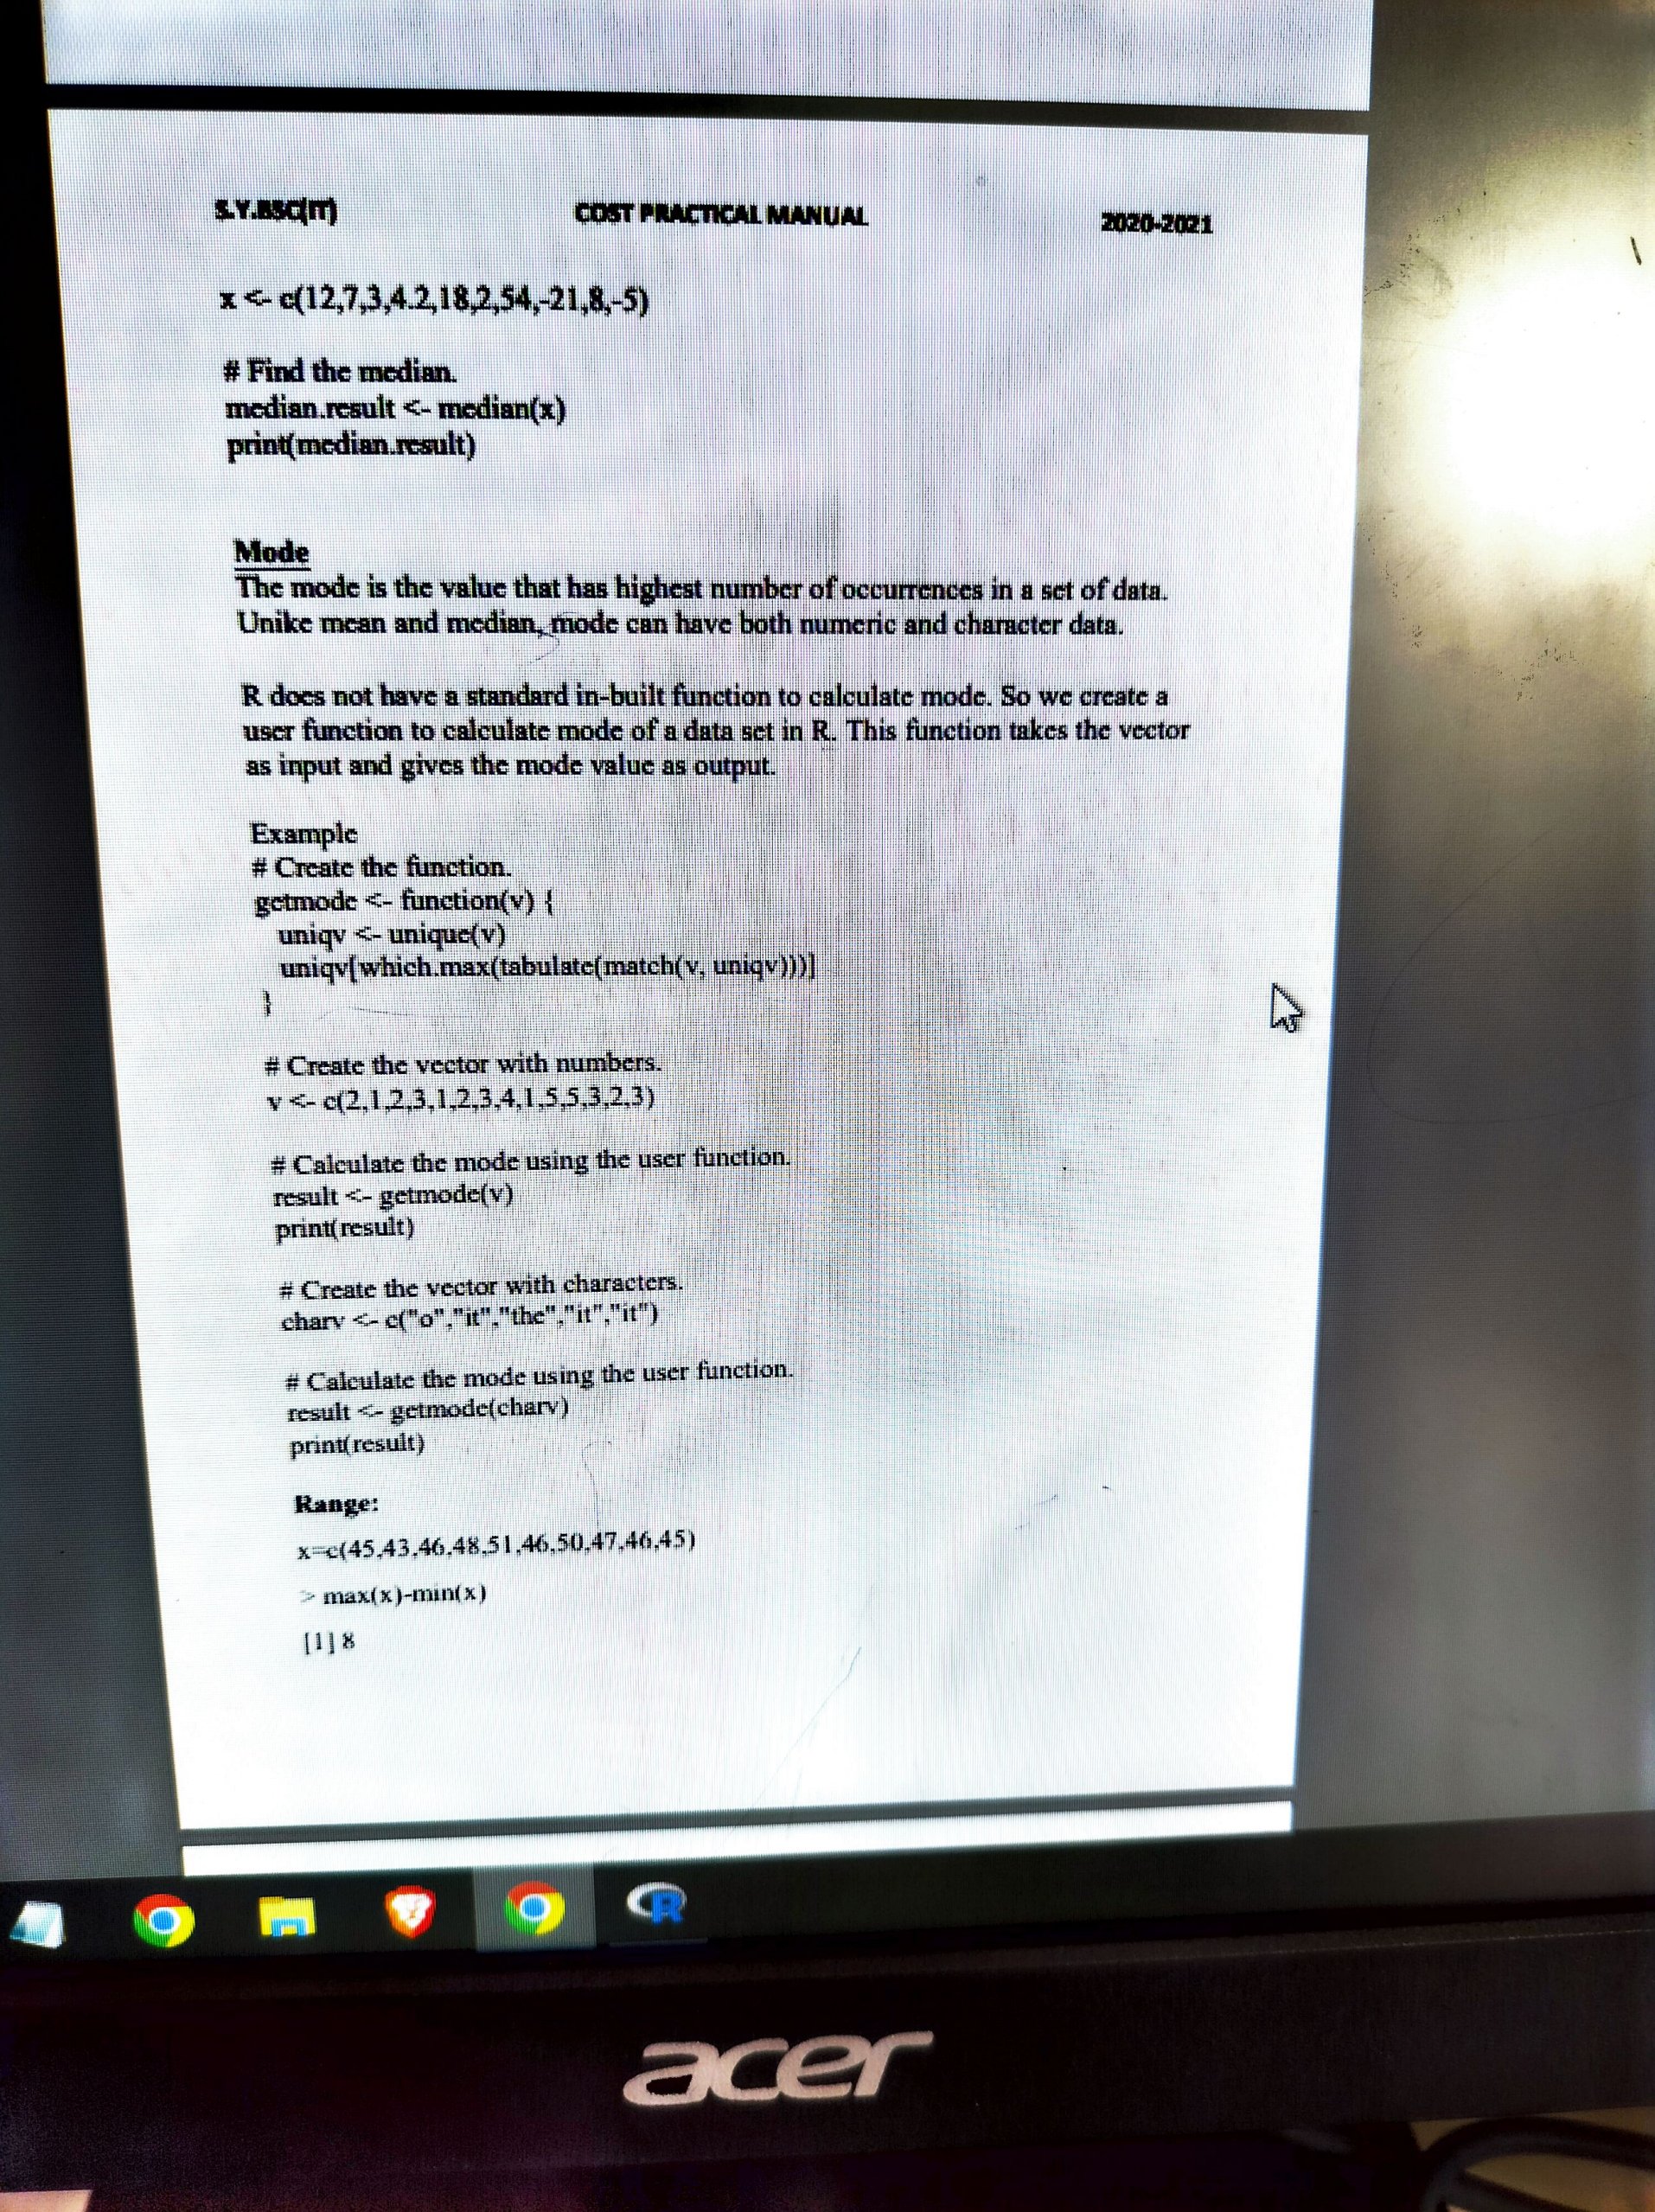 S.Y.BSC(IT) COST PRACTICAL MANUAL 2020-2021
x <- c(12,7,3,4.2,18,2,54,-21,8,-5)
# Find the median.
median.result <- median(x)
print(median.result)
Mode
The mode is the value that has highest number of occurrences in a set of data.
Unike mean and median, mode can have both numeric and character data.
R does not have a standard in-built function to calculate mode. So we create a
user function to calculate mode of a data set in R. This function takes the vector
as input and gives the mode value as output.
Example
# Create the function.
getmode <- function(v) {
uniqv <- unique(v)
uniqv[which.max(tabulate(match(v, uniqv)))]
}
# Create the vector with numbers.
v <- c(2,1,2,3,1,2,3,4,1,5,5,3,2,3)
# Calculate the mode using the user function.
result <- getmode(v)
print(result)
# Create the vector with characters.
charv <- c("o","it","the","it","it")
# Calculate the mode using the user function.
result <- getmode(charv)
print(result)
Range:
x=c(45,43,46,48,51,46,50,47,46,45)
> max(x)-min(x)
[1] 8
R
acer